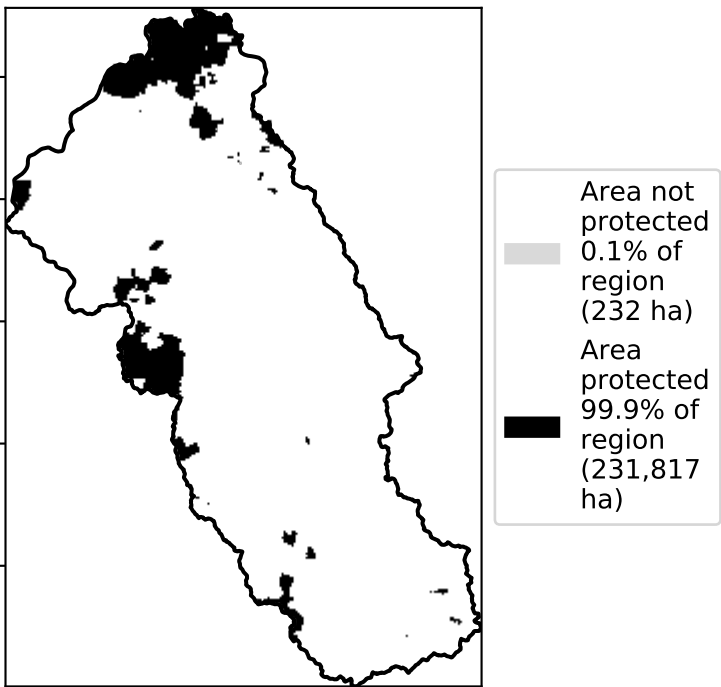 Area not
protected
0.1% of
region
(232 ha)
Area
protected
99.9% of
region
(231,817
ha)